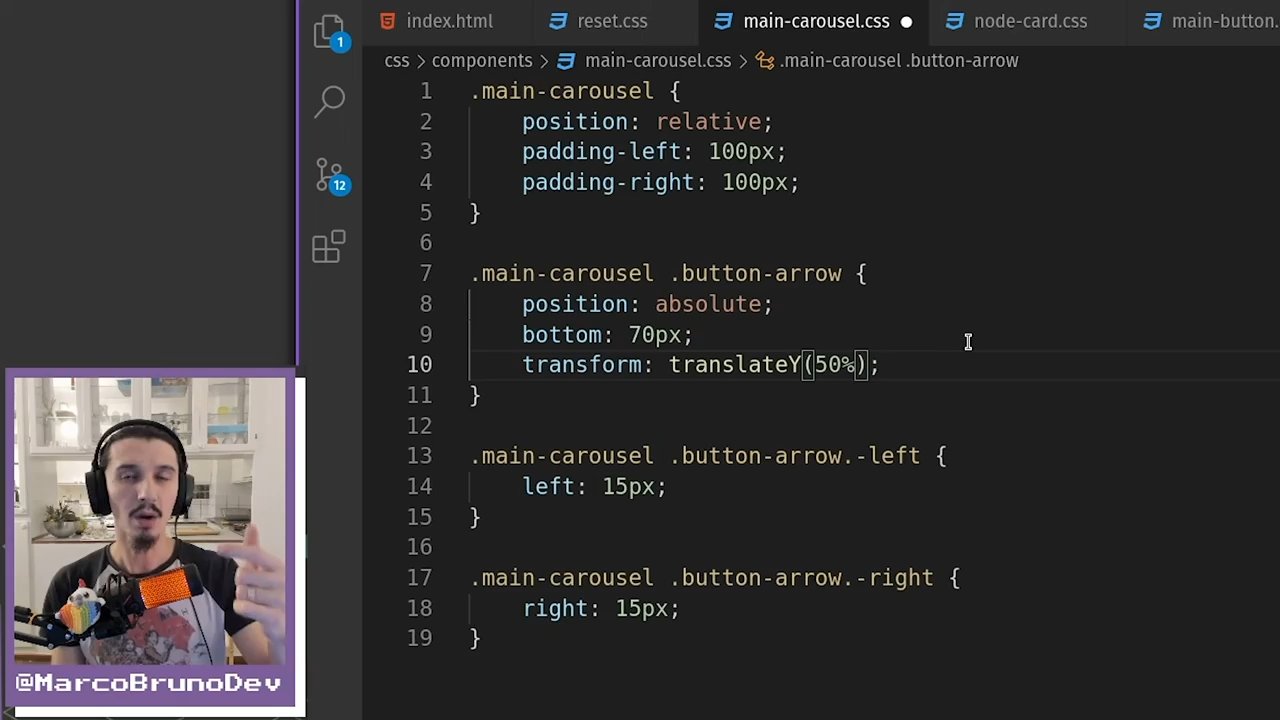 index.html reset.css main-carousel.css node-card.css main-button.
css > components > main-carousel.css > .main-carousel .button-arrow
1
12
1 .main-carousel {
2 position: relative;
3 padding-left: 100px;
4 padding-right: 100px;
5 }
6
7 .main-carousel .button-arrow {
8 position: absolute;
9 bottom: 70px;
10 transform: translateY(50%);
11 }
12
13 .main-carousel .button-arrow.-left {
14 left: 15px;
15 }
16
17 .main-carousel .button-arrow.-right {
18 right: 15px;
19 }
@MarcoBrunoDev